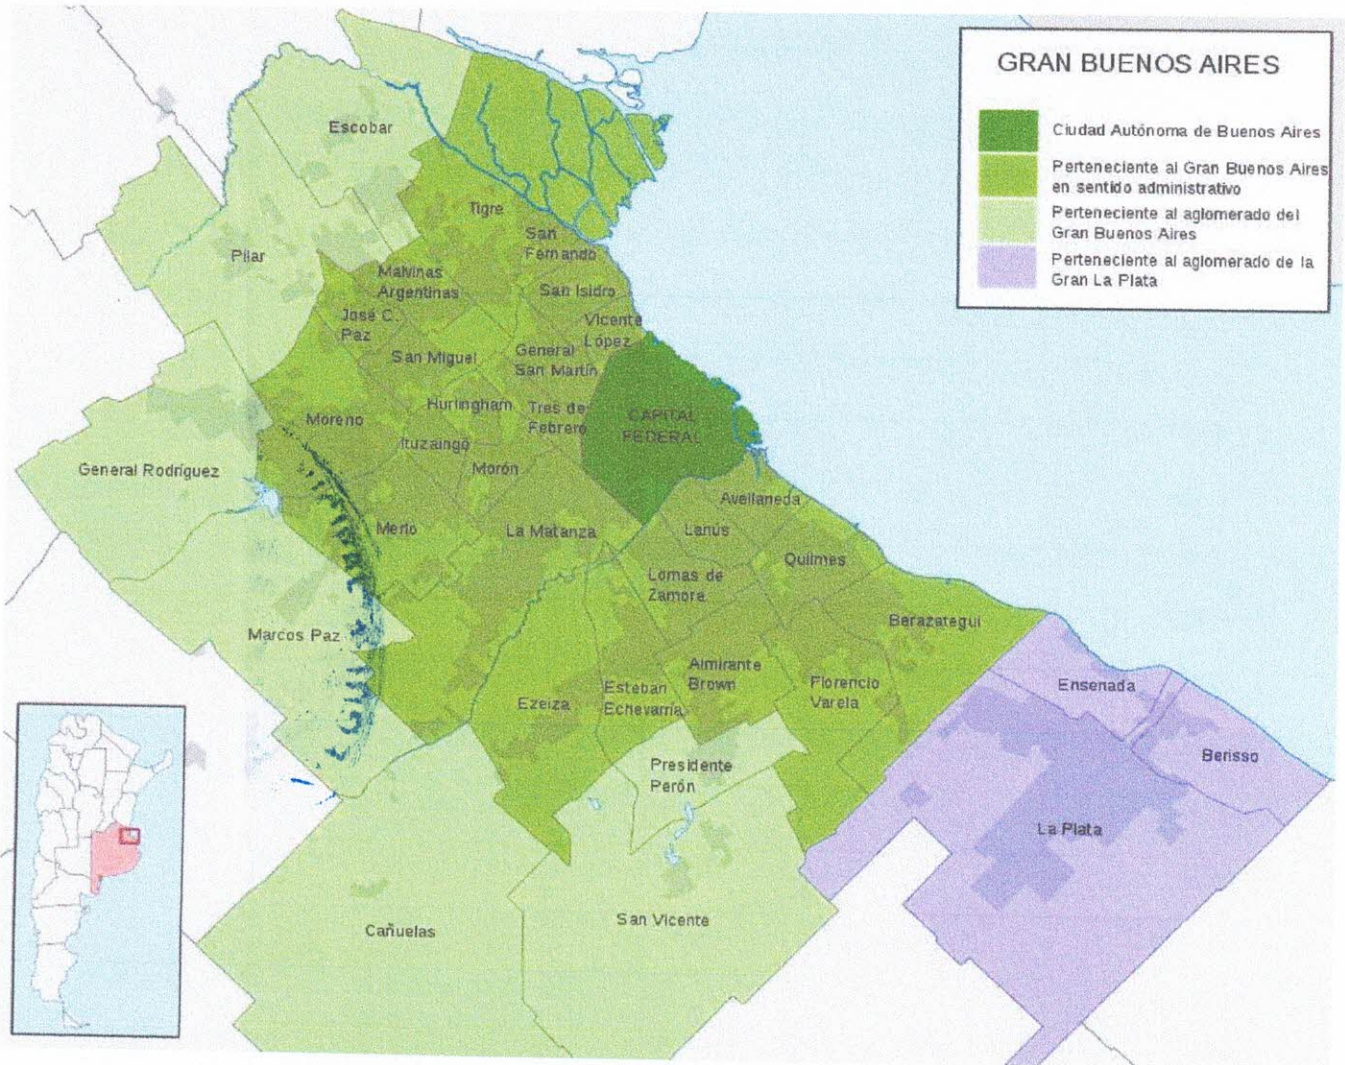 GRAN BUENOS AIRES
Ciudad Autónoma de Buenos Aires
Perteneciente al Gran Buenos Aires
en sentido administrativo
Perteneciente al aglomerado del
Gran Buenos Aires
Perteneciente al aglomerado de la
Gran La Plata
Escobar
Tigre
San
Fernando
Pilar
Malvinas
Argentinas
San Isidro
José C.
Paz
Vicente
López
San Miguel
General
San Martín
Hurlingham
Tres de
Febrero
CAPITAL
FEDERAL
Moreno
Ituzaingó
Morón
General Rodríguez
Avellaneda
Merlo
La Matanza
Lanús
Quilmes
Lomas de
Zamora
Berazategui
Marcos Paz
Almirante
Brown
Esteban
Echevarría
Florencio
Varela
Ezeiza
Ensenada
Berisso
Presidente
Perón
La Plata
San Vicente
Cañuelas